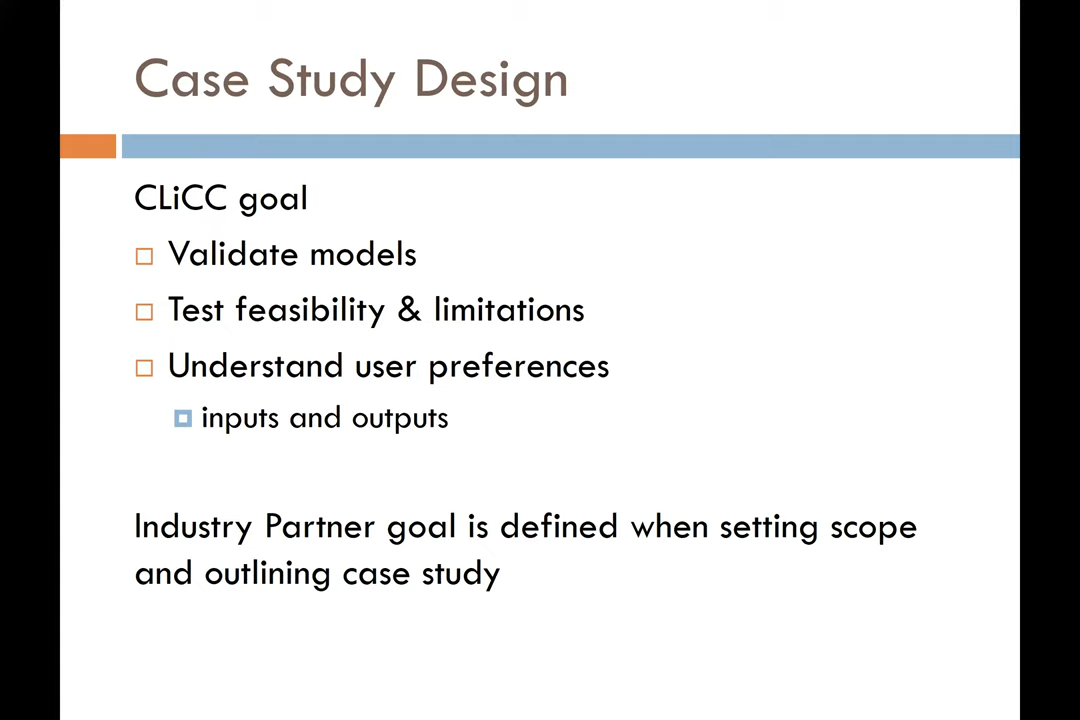 Case Study Design
CLiCC goal
Validate models
Test feasibility & limitations
Understand user preferences
inputs and outputs
Industry Partner goal is defined when setting scope
and outlining case study